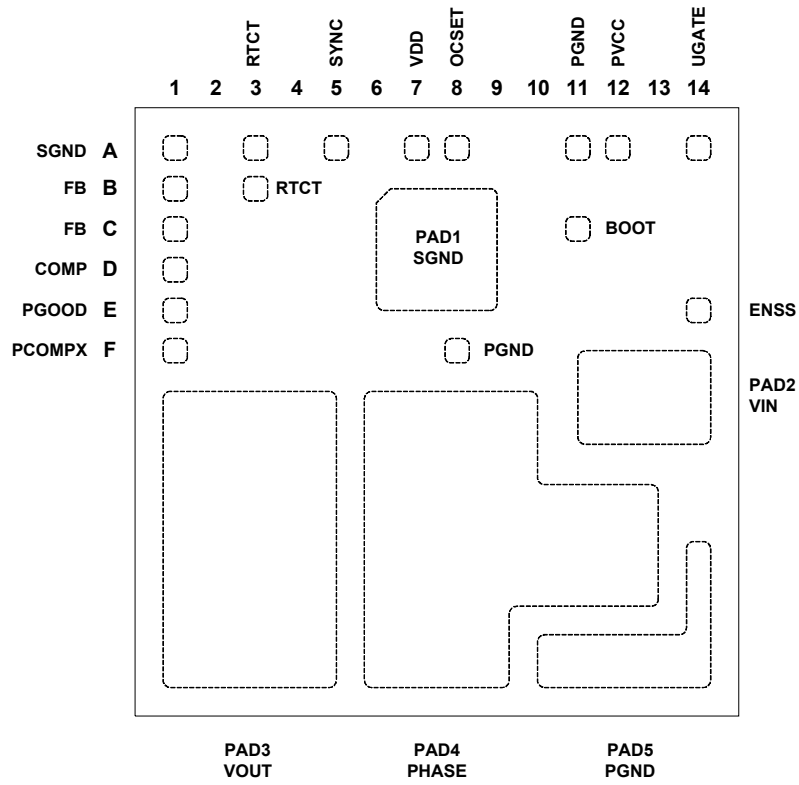 RTCT
SYNC
VDD
OCSET
PGND
PVCC
UGATE
1 2 3 4 5 6 7 8 9 10 11 12 13 14
SGND A
FB B
RTCT
PAD1
SGND
FB C
BOOT
COMP D
PGOOD E
ENSS
PCOMPX F
PGND
PAD2
VIN
PAD3
VOUT
PAD4
PHASE
PAD5
PGND